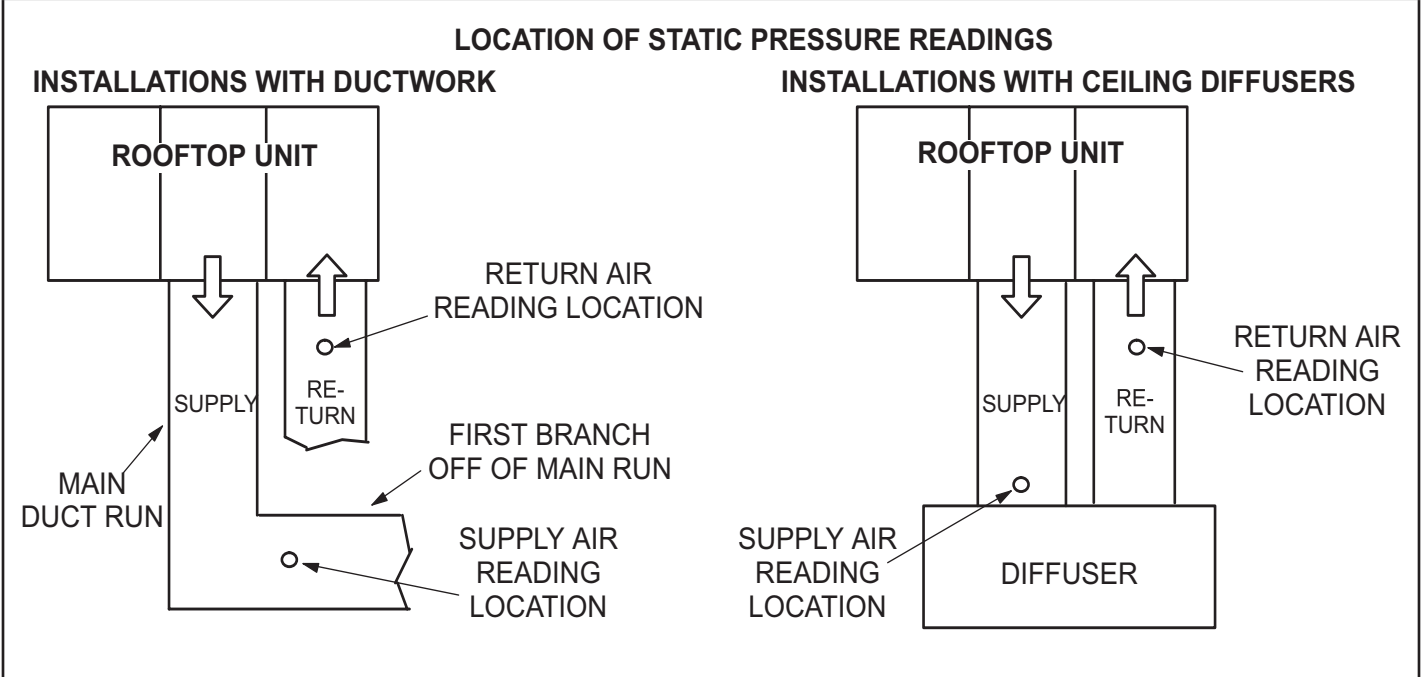 LOCATION OF STATIC PRESSURE READINGS
INSTALLATIONS WITH DUCTWORK
ROOFTOP UNIT
RETURN AIR
READING LOCATION
SUPPLY
RE-
TURN
FIRST BRANCH
OFF OF MAIN RUN
MAIN
DUCT RUN
SUPPLY AIR
READING
LOCATION
INSTALLATIONS WITH CEILING DIFFUSERS
ROOFTOP UNIT
RETURN AIR
READING
LOCATION
SUPPLY
RE-
TURN
SUPPLY AIR
READING
LOCATION
DIFFUSER